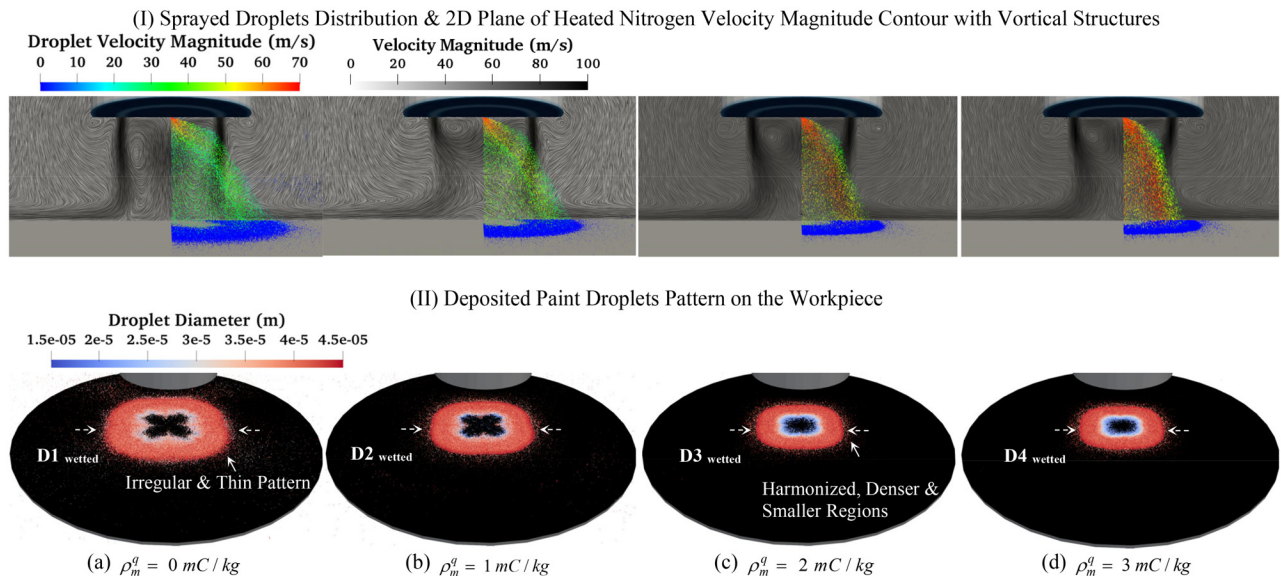 (I) Sprayed Droplets Distribution & 2D Plane of Heated Nitrogen Velocity Magnitude Contour with Vortical Structures
Droplet Velocity Magnitude (m/s)
0 10 20 30 40 50 60 70
Velocity Magnitude (m/s)
0 20 40 60 80 100
(II) Deposited Paint Droplets Pattern on the Workpiece
Droplet Diameter (m)
1.5e-05 2e-5 2.5e-5 3e-5 3.5e-5 4e-5 4.5e-05
D1 wetted
Irregular & Thin Pattern
D2 wetted
D3 wetted
Harmonized, Denser &
Smaller Regions
D4 wetted
(a) ρ_m^q = 0 mC / kg
(b) ρ_m^q = 1 mC / kg
(c) ρ_m^q = 2 mC / kg
(d) ρ_m^q = 3 mC / kg